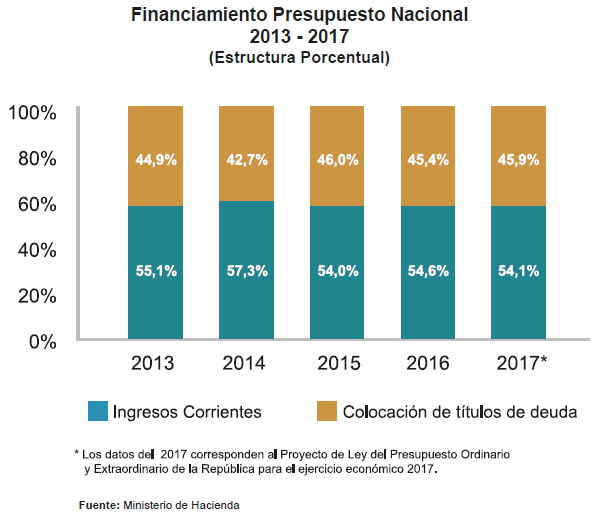 Financiamiento Presupuesto Nacional
2013 - 2017
(Estructura Porcentual)
100%
80%
60%
40%
20%
0%
44,9%
42,7%
46,0%
45,4%
45,9%
55,1%
57,3%
54,0%
54,6%
54,1%
2013
2014
2015
2016
2017*
Ingresos Corrientes
Colocación de títulos de deuda
* Los datos del 2017 corresponden al Proyecto de Ley del Presupuesto Ordinario
y Extraordinario de la República para el ejercicio económico 2017.
Fuente: Ministerio de Hacienda